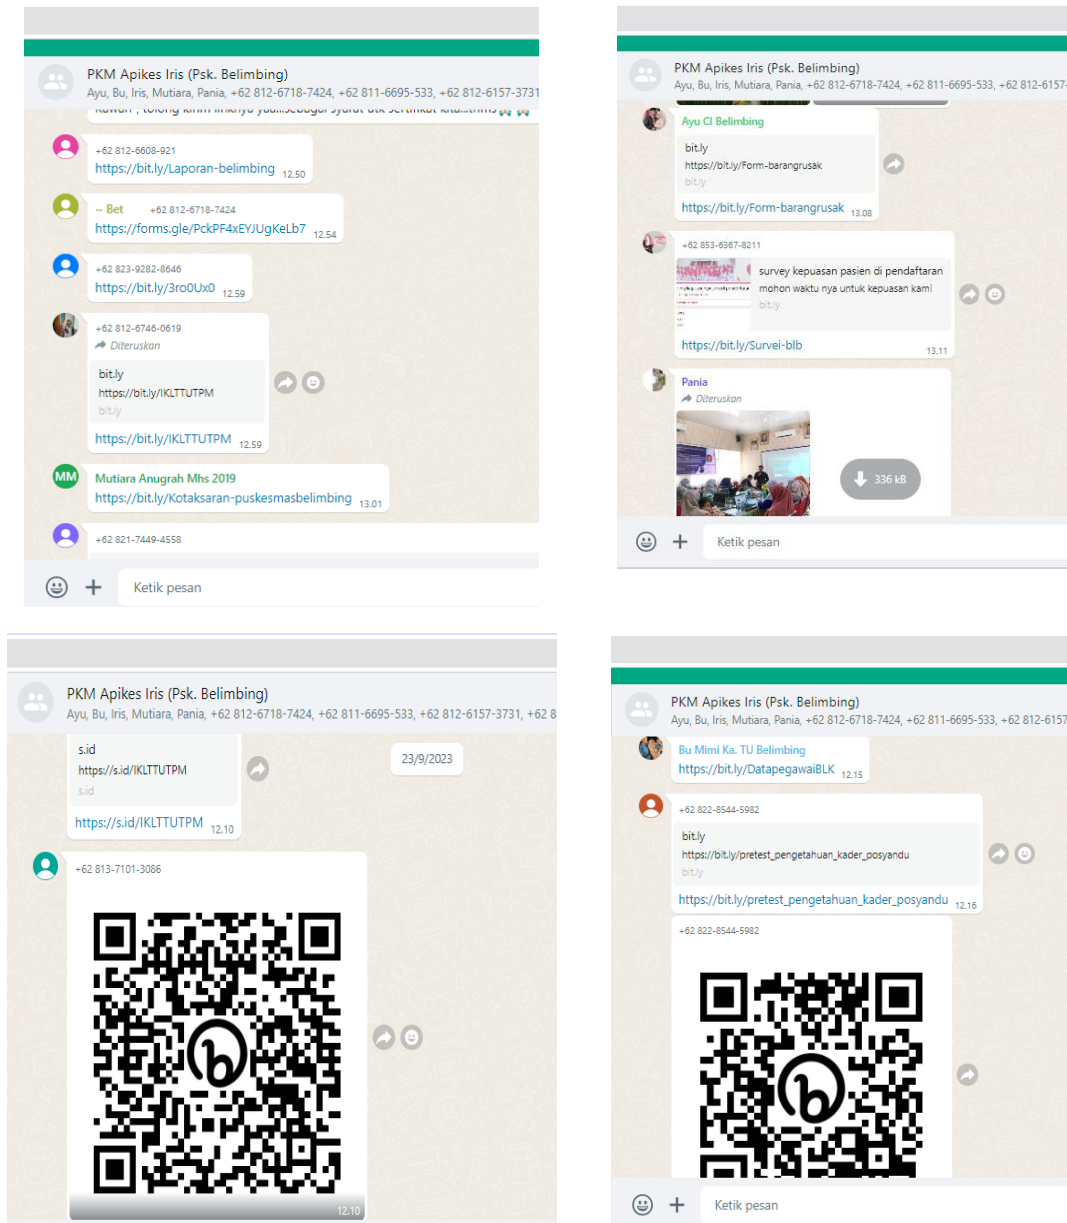 PKM Apikes Iris (Psk. Belimbing)
Ayu, Bu, Iris, Mutiara, Pania, +62 812-6718-7424, +62 811-6695-533, +62 812-6157-3731
+62 812-6608-921
https://bit.ly/Laporan-belimbing 12.50
~ Bet +62 812-6718-7424
https://forms.gle/PckPF4xEYJUgKeLb7 12.54
+62 823-9282-8646
https://bit.ly/3ro0Ux0 12.59
+62 812-6746-0619
Diteruskan
bit.ly
https://bit.ly/IKLTTUTPM
bit.ly
https://bit.ly/IKLTTUTPM 12.59
MM
Mutiara Anugrah Mhs 2019
https://bit.ly/Kotaksaran-puskesmasbelimbing 13.01
+62 821-7449-4558
Ketik pesan
PKM Apikes Iris (Psk. Belimbing)
Ayu, Bu, Iris, Mutiara, Pania, +62 812-6718-7424, +62 811-6695-533, +62 812-6157-
Ayu CI Belimbing
bit.ly
https://bit.ly/Form-barangrusak
bit.ly
https://bit.ly/Form-barangrusak 13.08
+62 853-6367-8211
survey kepuasan pasien di pendaftaran
mohon waktu nya untuk kepuasan kami
bit.ly
https://bit.ly/Survei-blb 13.11
Pania
Diteruskan
336 kB
Ketik pesan
PKM Apikes Iris (Psk. Belimbing)
Ayu, Bu, Iris, Mutiara, Pania, +62 812-6718-7424, +62 811-6695-533, +62 812-6157-3731, +62 8
s.id
https://s.id/IKLTTUTPM
s.id
https://s.id/IKLTTUTPM 12.10
23/9/2023
+62 813-7101-3086
12.10
PKM Apikes Iris (Psk. Belimbing)
Ayu, Bu, Iris, Mutiara, Pania, +62 812-6718-7424, +62 811-6695-533, +62 812-6157
Bu Mimi Ka. TU Belimbing
https://bit.ly/DatapegawaiBLK 12.15
+62 822-8544-5982
bit.ly
https://bit.ly/pretest_pengetahuan_kader_posyandu
bit.ly
https://bit.ly/pretest_pengetahuan_kader_posyandu 12.16
+62 822-8544-5982
Ketik pesan